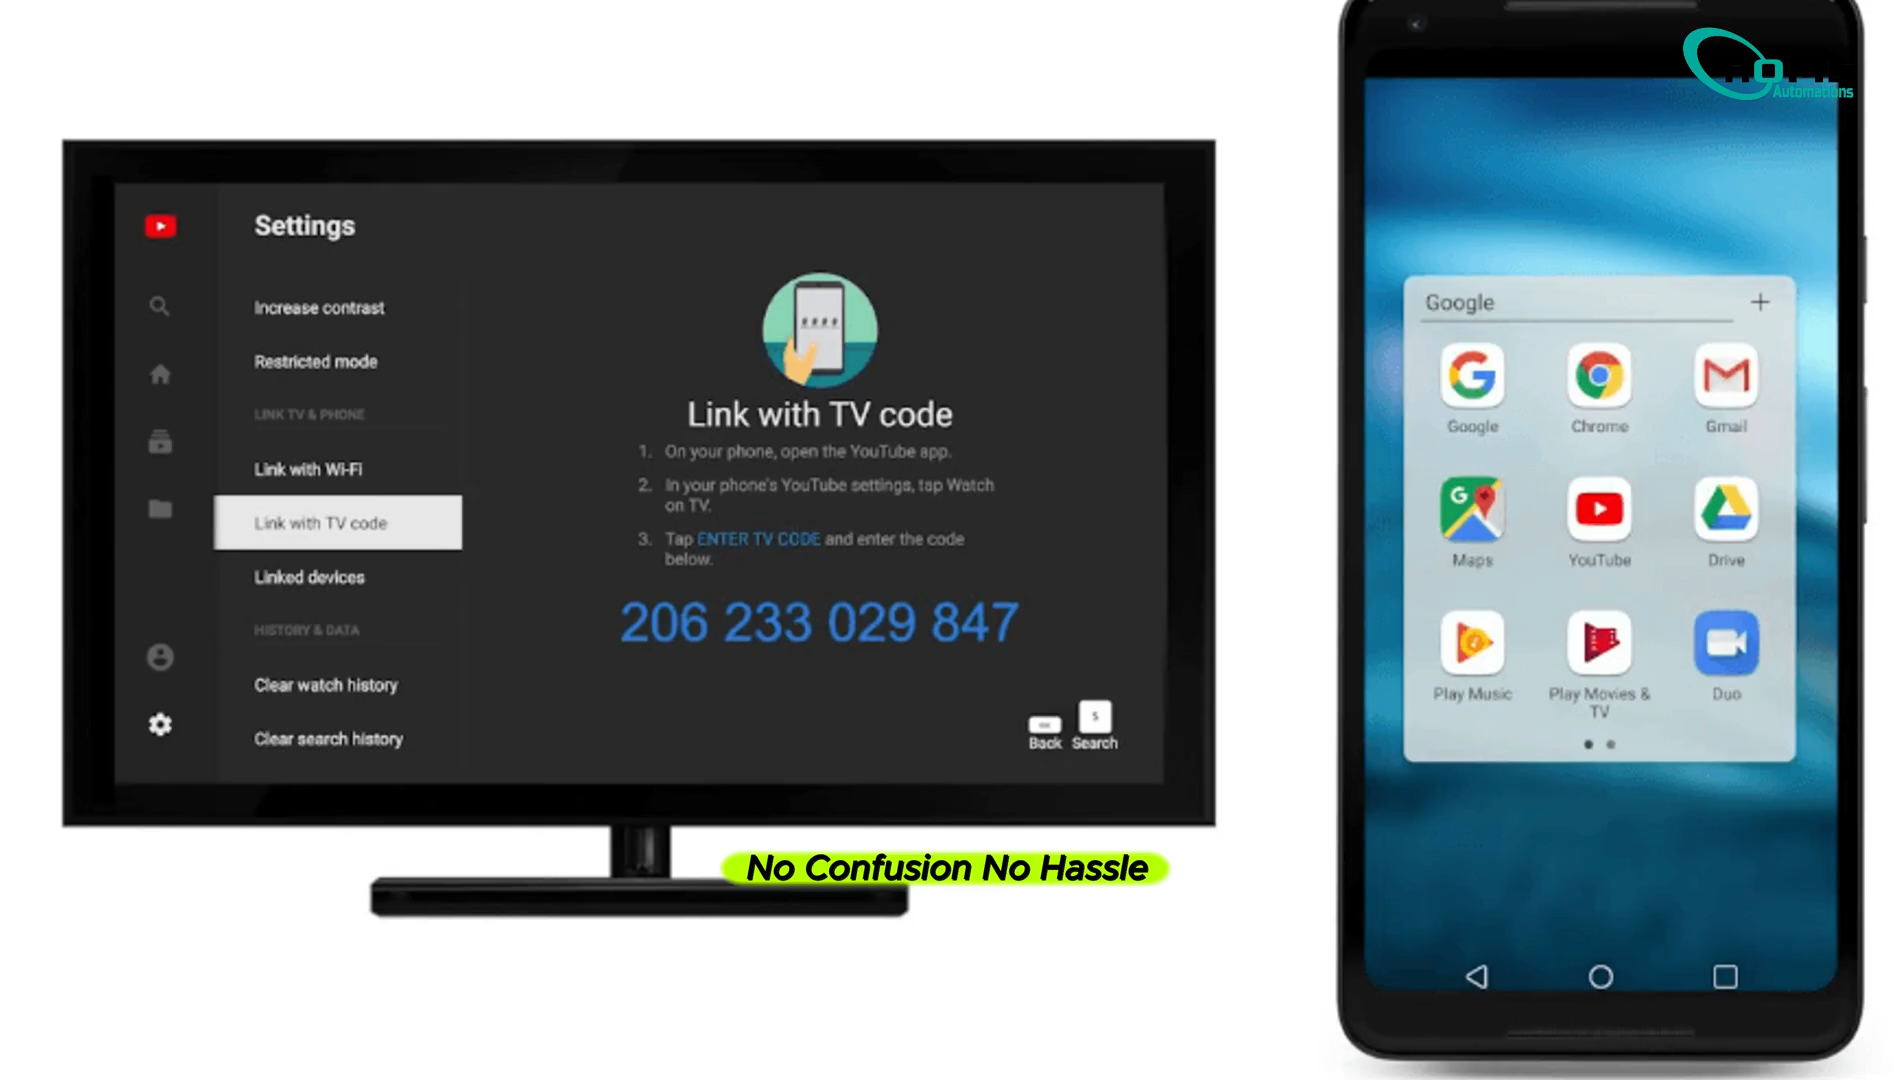 Settings
Increase contrast
Restricted mode
LINK TV & PHONE
Link with Wi-Fi
Link with TV code
Linked devices
HISTORY & DATA
Clear watch history
Clear search history
Link with TV code
1. On your phone, open the YouTube app.
2. In your phone's YouTube settings, tap Watch
on TV.
3. Tap ENTER TV CODE and enter the code
below.
206 233 029 847
S
Back Search
No Confusion No Hassle
Automations
Google +
Google Chrome Gmail
Maps YouTube Drive
Play Music Play Movies & Duo
TV